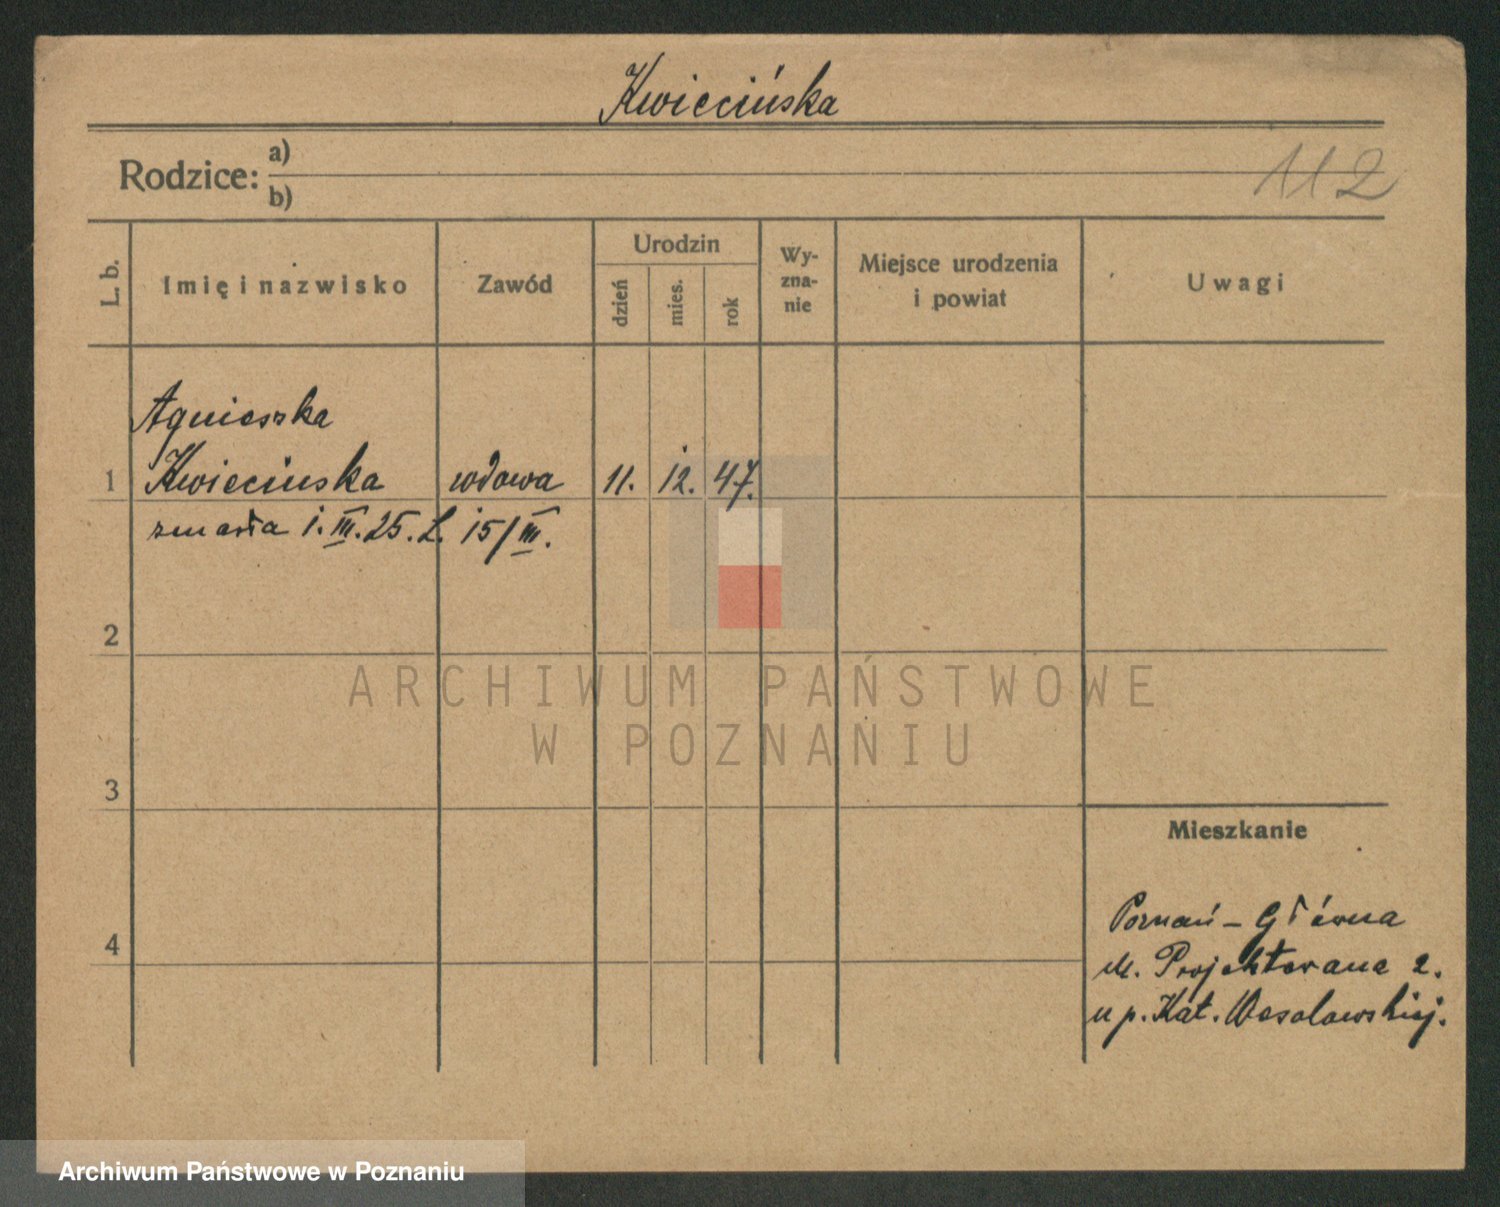 Kwiecińska
Rodzice: a)
b)
112
L. b.
Imię i nazwisko
Zawód
Urodzin
dzień
mies.
rok
Wy-
zna-
nie
Miejsce urodzenia
i powiat
Uwagi
Agnieszka
1 Kwiecinska wdowa 11. 12. 47.
zmarła 1. III. 25. L. 15/III.
2
ARCHIWUM PAŃSTWOWE
W POZNANIU
3
Mieszkanie
4
Poznań - Główna
ul. Projektowana 2.
u p. Kat. Wesolowskiej.
Archiwum Państwowe w Poznaniu